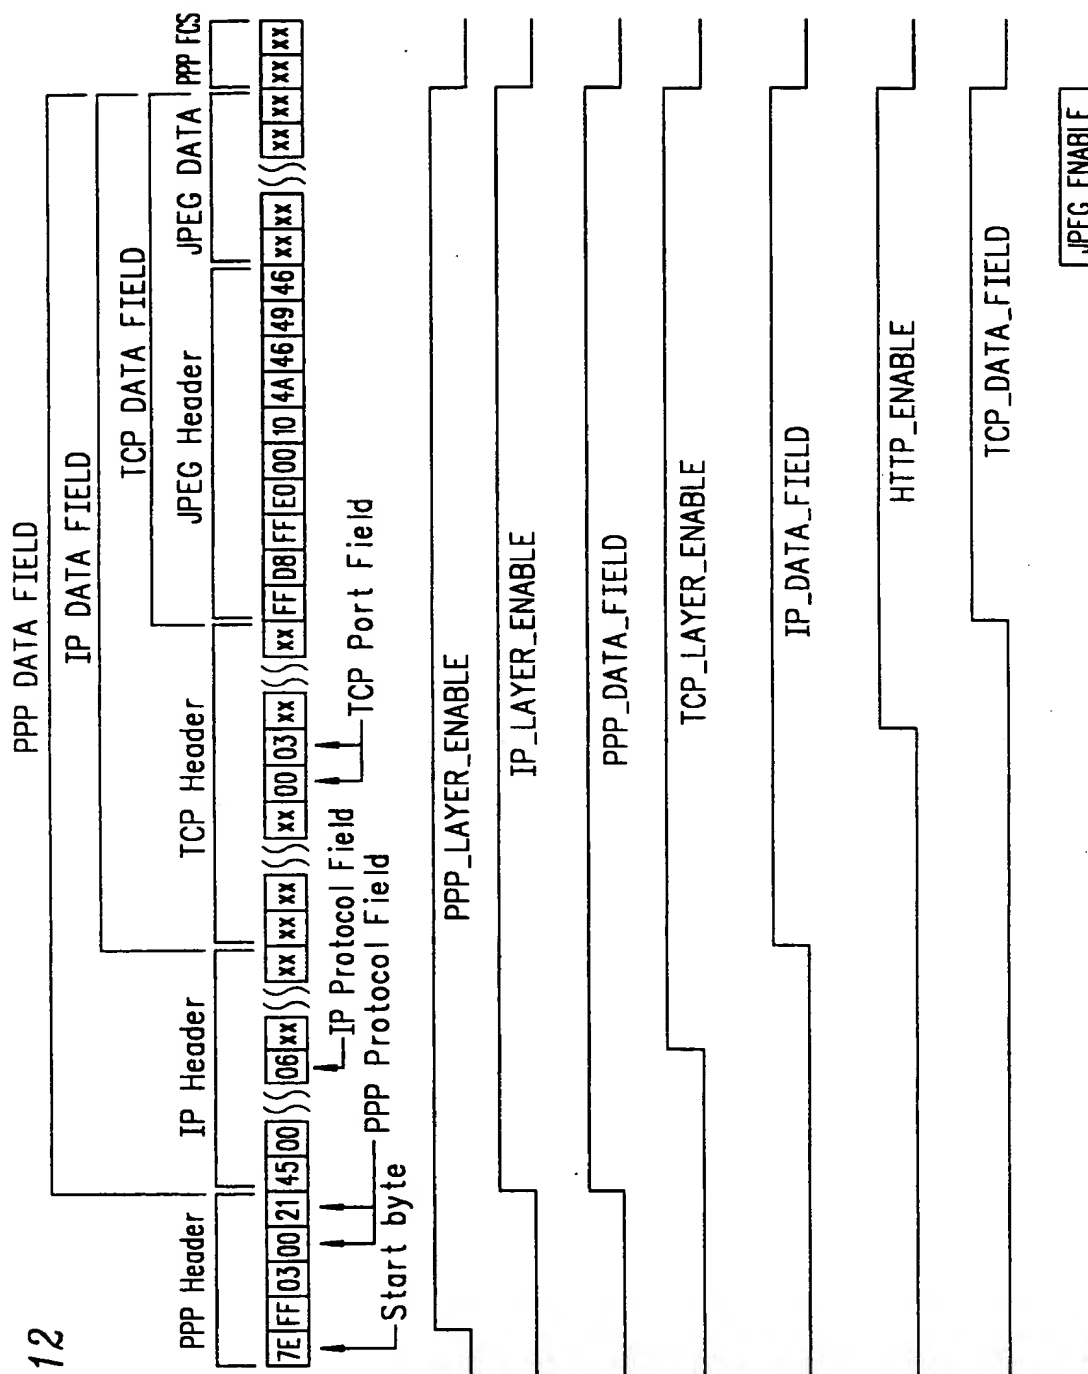 12
PPP DATA FIELD
IP DATA FIELD
TCP DATA FIELD
PPP Header IP Header TCP Header JPEG Header JPEG DATA PPP FCS
7E FF 03 00 21 45 00 06 xx xx xx xx xx xx 00 03 xx xx FF D8 FF E0 00 10 4A 46 49 46 xx xx xx xx xx xx
IP Protocol Field TCP Port Field
PPP Protocol Field
Start byte
PPP_LAYER_ENABLE
IP_LAYER_ENABLE
PPP_DATA_FIELD
TCP_LAYER_ENABLE
IP_DATA_FIELD
HTTP_ENABLE
TCP_DATA_FIELD
JPEG_ENABLE